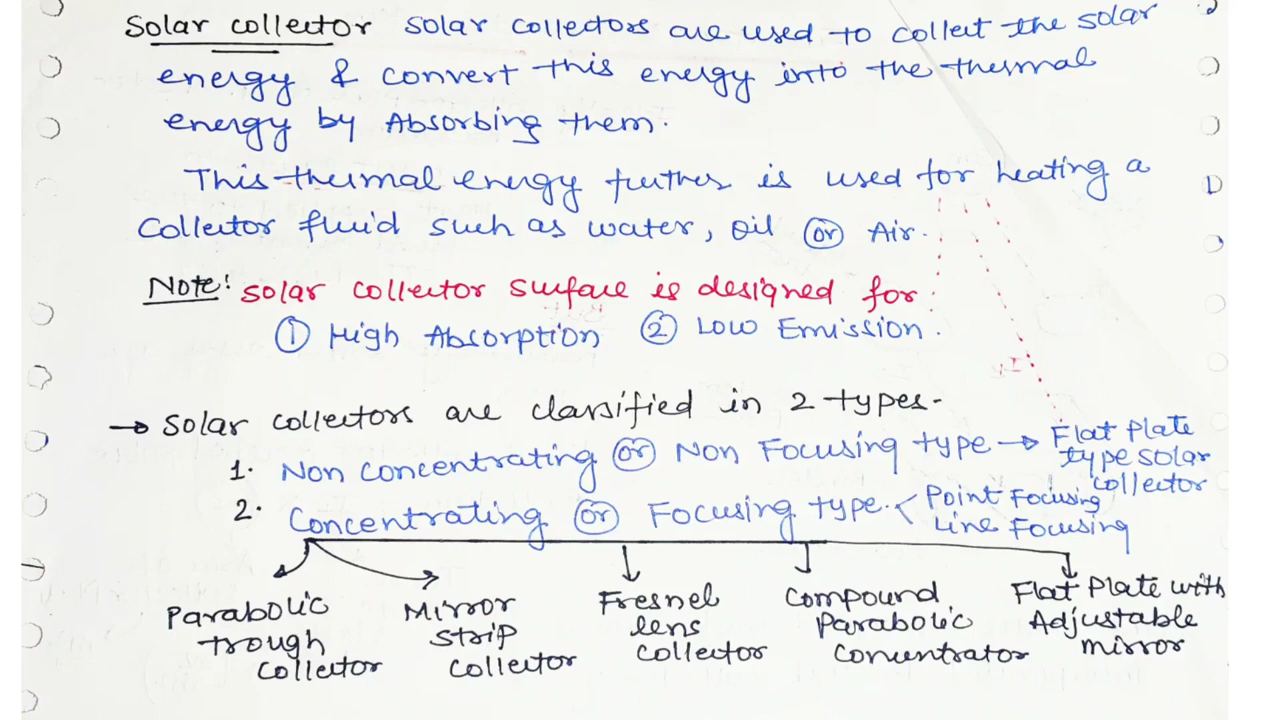 Solar collector solar collectors are used to collect the solar
energy & convert this energy into the thermal
energy by Absorbing them.
This thermal energy further is used for heating a
Collector fluid such as water, oil or Air.
Note! Solar collector surface is designed for
1 High Absorption 2 Low Emission.
→ Solar collectors are classified in 2 types-
1. Non concentrating or Non Focusing type → Flat plate
type solar
collector
2. Concentrating or Focusing type. < Point Focusing
Line Focusing
Parabolic
trough
collector
Mirror
strip
collector
Fresnel
lens
collector
Compound
Parabolic
Concentrator
Flat Plate with
Adjustable
mirror